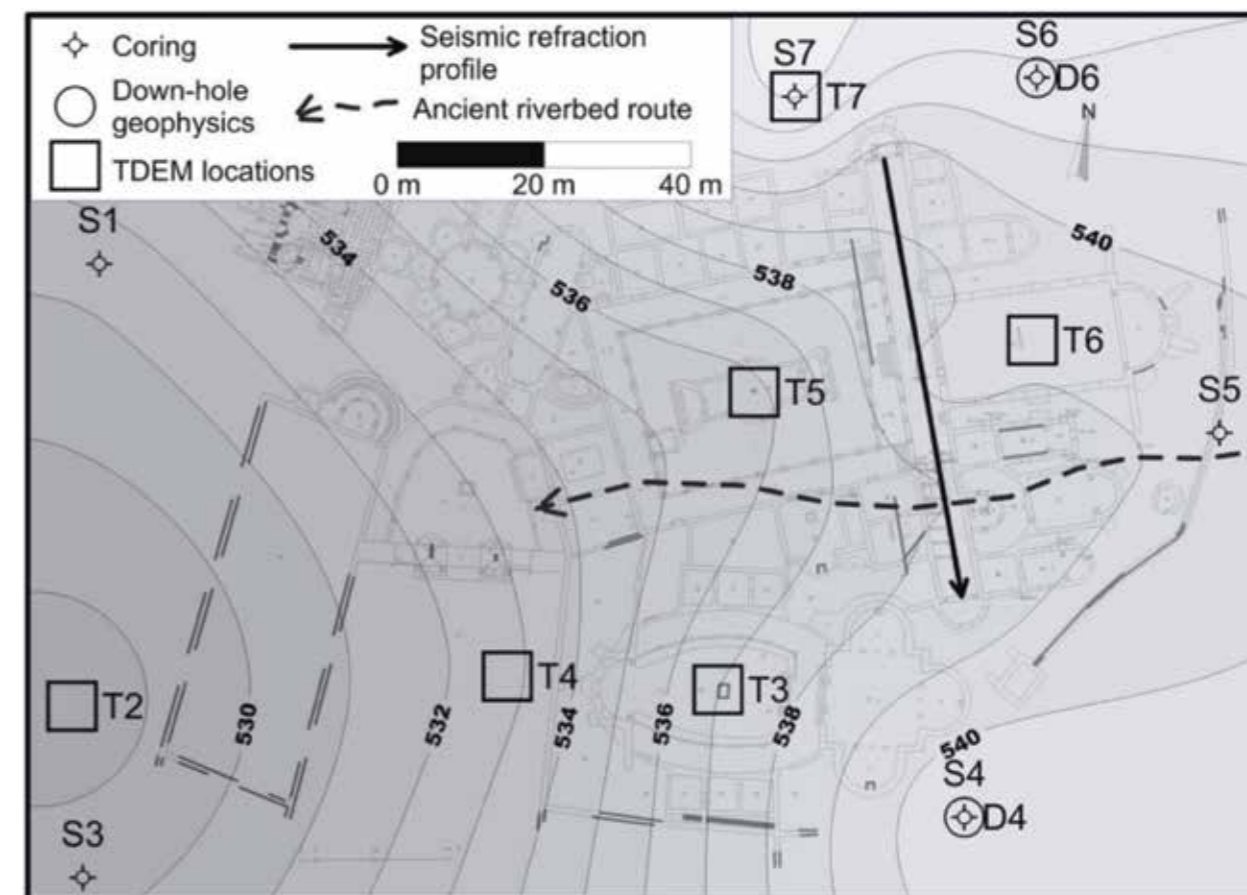 Coring
Seismic refraction
profile
Down-hole
geophysics
Ancient riverbed route
TDEM locations
0 m 20 m 40 m
S7
T7
S6
D6
N
S1
534
536
538
540
T6
T5
S5
T4
T3
T2
530
532
534
536
538
540
S4
D4
S3